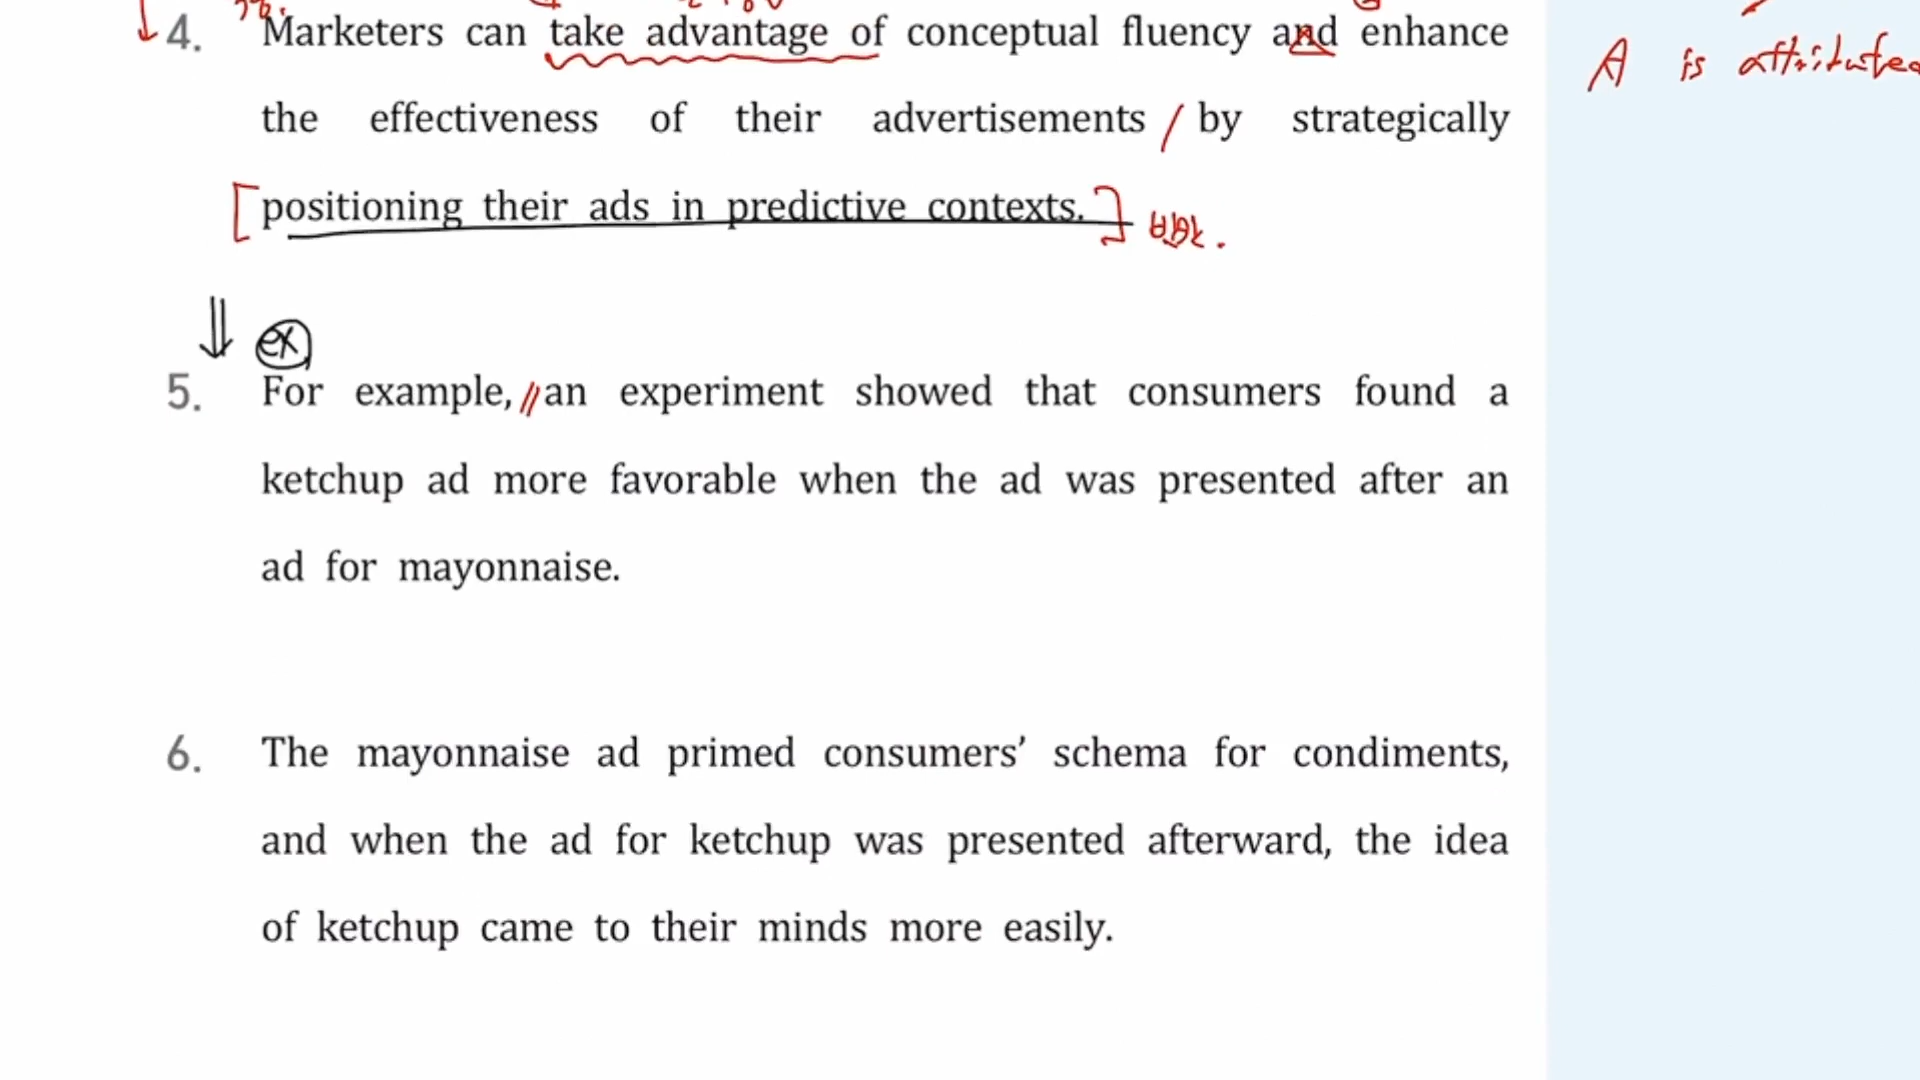 4. Marketers can take advantage of conceptual fluency and enhance
A is attributed
the effectiveness of their advertisements / by strategically
[positioning their ads in predictive contexts.]
ex)
5. For example, // an experiment showed that consumers found a
ketchup ad more favorable when the ad was presented after an
ad for mayonnaise.
6. The mayonnaise ad primed consumers’ schema for condiments,
and when the ad for ketchup was presented afterward, the idea
of ketchup came to their minds more easily.